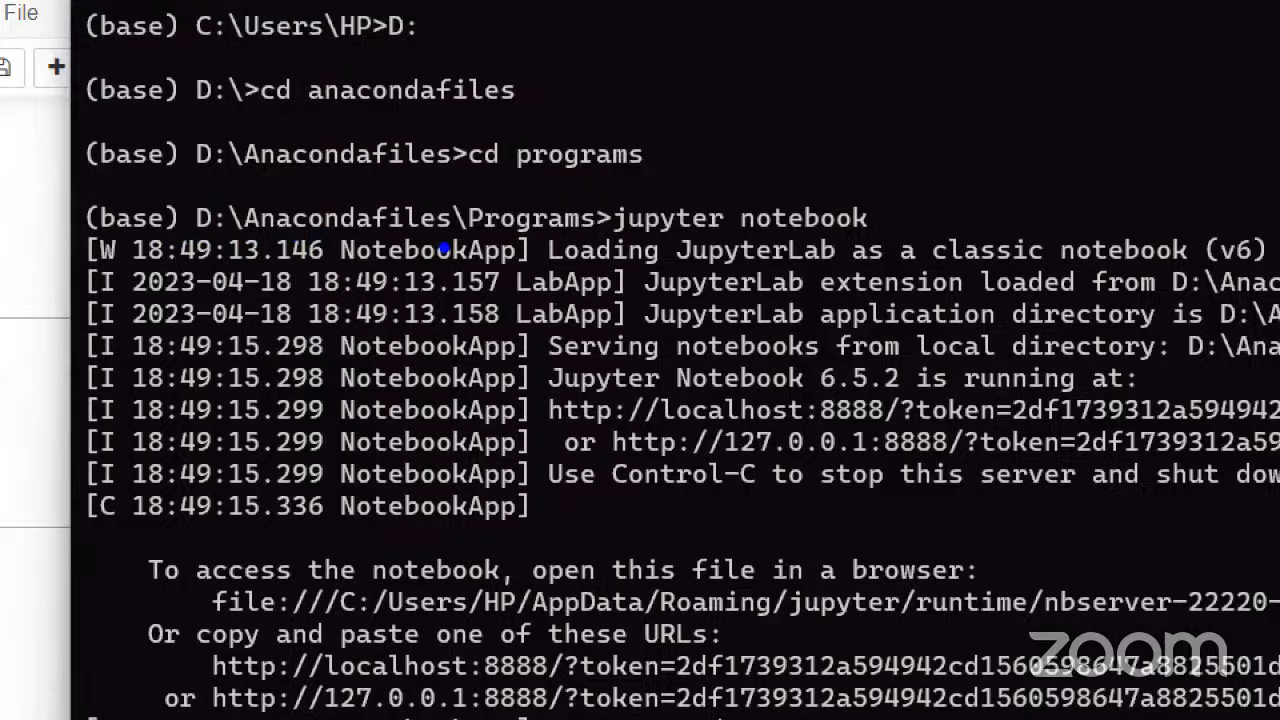 File
(base) C:\Users\HP>D:
(base) D:\>cd anacondafiles
(base) D:\Anacondafiles>cd programs
(base) D:\Anacondafiles\Programs>jupyter notebook
[W 18:49:13.146 NotebookApp] Loading JupyterLab as a classic notebook (v6)
[I 2023-04-18 18:49:13.157 LabApp] JupyterLab extension loaded from D:\Anac
[I 2023-04-18 18:49:13.158 LabApp] JupyterLab application directory is D:\A
[I 18:49:15.298 NotebookApp] Serving notebooks from local directory: D:\Ana
[I 18:49:15.298 NotebookApp] Jupyter Notebook 6.5.2 is running at:
[I 18:49:15.299 NotebookApp] http://localhost:8888/?token=2df1739312a594942
[I 18:49:15.299 NotebookApp]  or http://127.0.0.1:8888/?token=2df1739312a59
[I 18:49:15.299 NotebookApp] Use Control-C to stop this server and shut dow
[C 18:49:15.336 NotebookApp]
To access the notebook, open this file in a browser:
file:///C:/Users/HP/AppData/Roaming/jupyter/runtime/nbserver-22220-
Or copy and paste one of these URLs:
http://localhost:8888/?token=2df1739312a594942cd1560598647a8825501d
or http://127.0.0.1:8888/?token=2df1739312a594942cd1560598647a8825501d
zoom